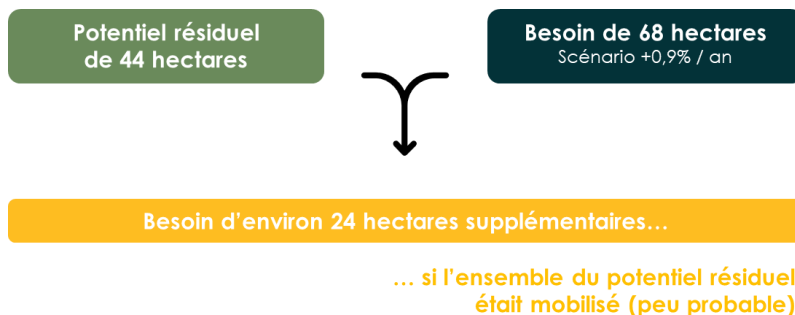 Potentiel résiduel
de 44 hectares
Besoin de 68 hectares
Scénario +0,9% / an
Besoin d'environ 24 hectares supplémentaires…
… si l'ensemble du potentiel résiduel
était mobilisé (peu probable)